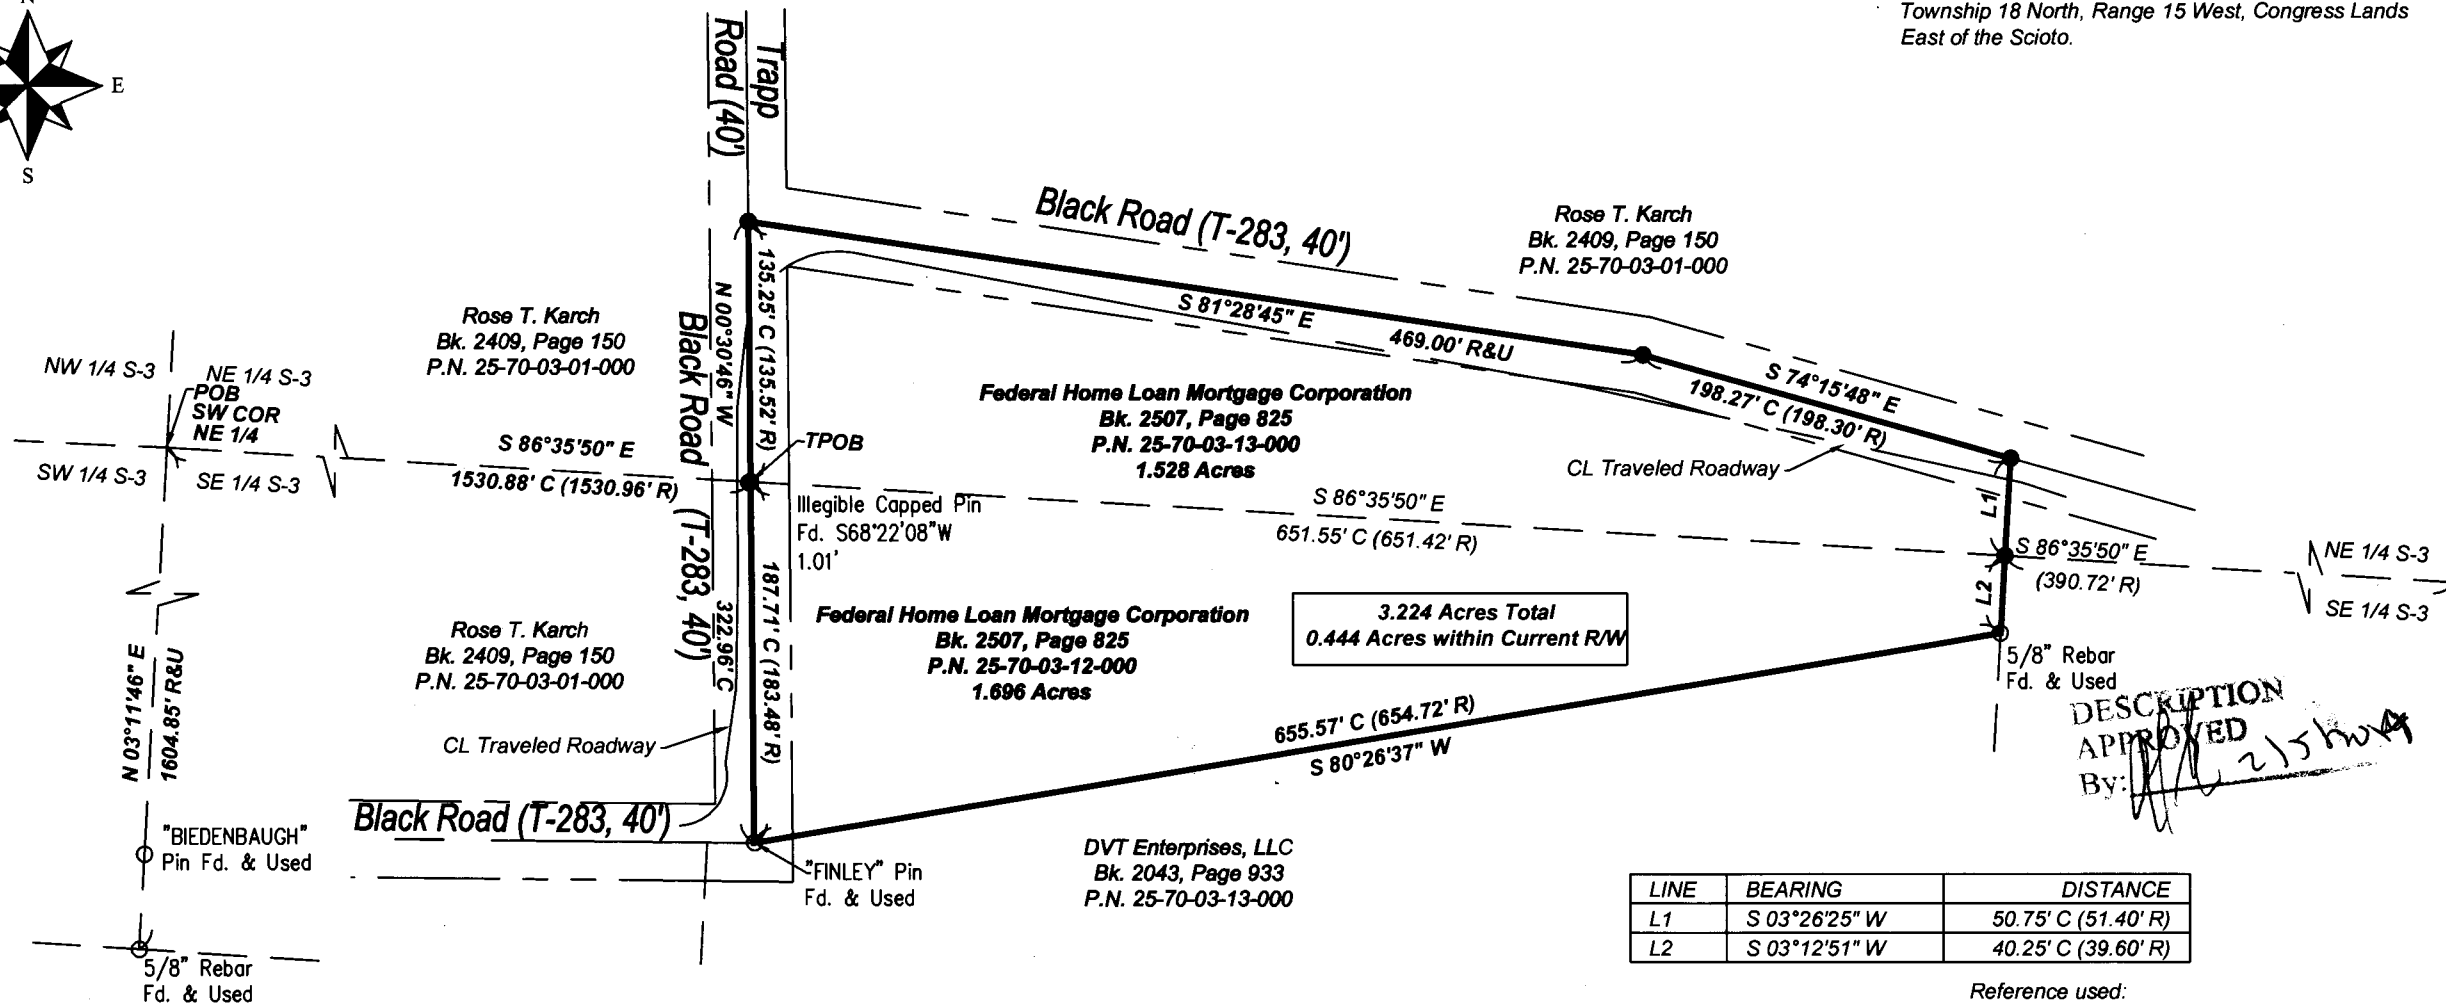 N
E
S
Township 18 North, Range 15 West, Congress Lands
East of the Scioto.
Trapp
Road (40')
Black Road (T-283, 40')
Rose T. Karch
Bk. 2409, Page 150
P.N. 25-70-03-01-000
S 81°28'45" E
469.00' R&U
S 74°15'48" E
198.27' C (198.30' R)
135.25' C (135.52' R)
N 00°30'46" W
Black Road (T-283, 40')
322.96' C
187.71' C (183.48' R)
Rose T. Karch
Bk. 2409, Page 150
P.N. 25-70-03-01-000
NW 1/4 S-3
NE 1/4 S-3
POB
SW COR
NE 1/4
SW 1/4 S-3
SE 1/4 S-3
S 86°35'50" E
1530.88' C (1530.96' R)
TPOB
Illegible Capped Pin
Fd. S68°22'08"W
1.01'
Federal Home Loan Mortgage Corporation
Bk. 2507, Page 825
P.N. 25-70-03-13-000
1.528 Acres
CL Traveled Roadway
S 86°35'50" E
651.55' C (651.42' R)
L1
L2
S 86°35'50" E
(390.72' R)
NE 1/4 S-3
SE 1/4 S-3
Federal Home Loan Mortgage Corporation
Bk. 2507, Page 825
P.N. 25-70-03-12-000
1.696 Acres
3.224 Acres Total
0.444 Acres within Current R/W
5/8" Rebar
Fd. & Used
Rose T. Karch
Bk. 2409, Page 150
P.N. 25-70-03-01-000
N 03°11'46" E
1604.85' R&U
CL Traveled Roadway
655.57' C (654.72' R)
S 80°26'37" W
DESCRIPTION
APPROVED
By:
Black Road (T-283, 40')
"BIEDENBAUGH"
Pin Fd. & Used
"FINLEY" Pin
Fd. & Used
DVT Enterprises, LLC
Bk. 2043, Page 933
P.N. 25-70-03-13-000
5/8" Rebar
Fd. & Used
LINE BEARING DISTANCE
L1 S 03°26'25" W 50.75' C (51.40' R)
L2 S 03°12'51" W 40.25' C (39.60' R)
Reference used: